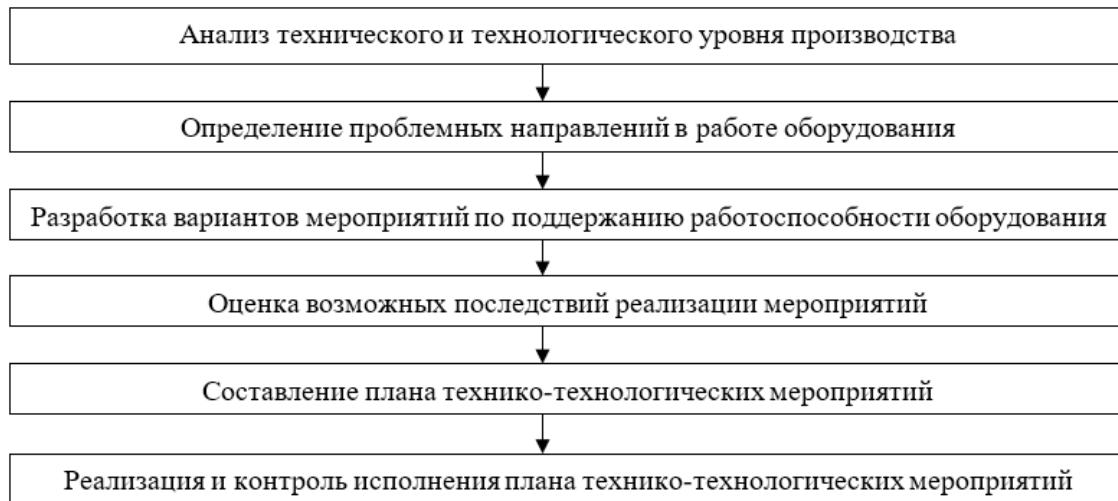 Анализ технического и технологического уровня производства
Определение проблемных направлений в работе оборудования
Разработка вариантов мероприятий по поддержанию работоспособности оборудования
Оценка возможных последствий реализации мероприятий
Составление плана технико-технологических мероприятий
Реализация и контроль исполнения плана технико-технологических мероприятий